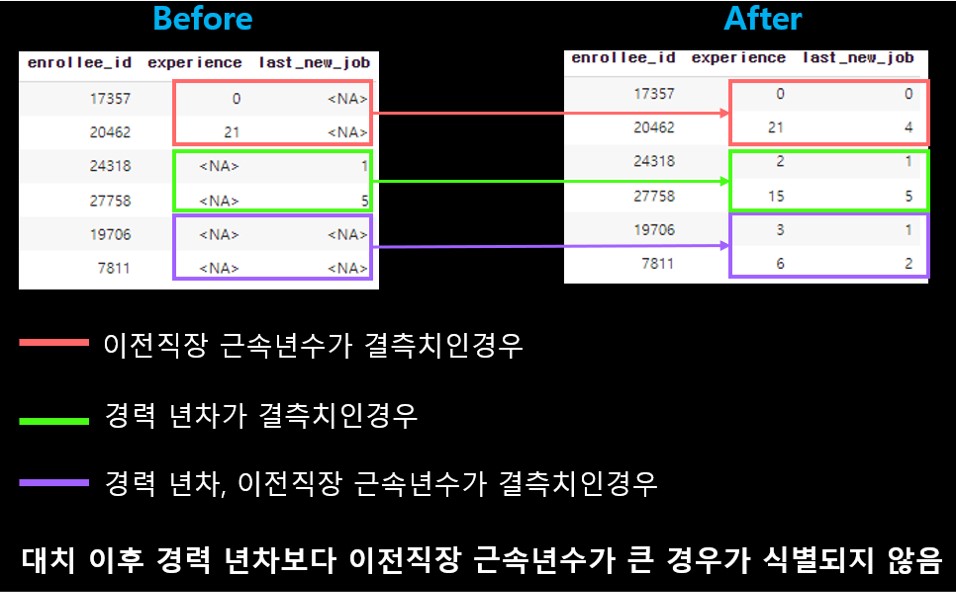 Before After
enrollee_id experience last_new_job enrollee_id experience last_new_job
17357 0 <NA> 17357 0 0
20462 21 <NA> 20462 21 4
24318 <NA> 1 24318 2 1
27758 <NA> 5 27758 15 5
19706 <NA> <NA> 19706 3 1
7811 <NA> <NA> 7811 6 2
이전직장 근속년수가 결측치인경우
경력 년차가 결측치인경우
경력 년차, 이전직장 근속년수가 결측치인경우
대치 이후 경력 년차보다 이전직장 근속년수가 큰 경우가 식별되지 않음